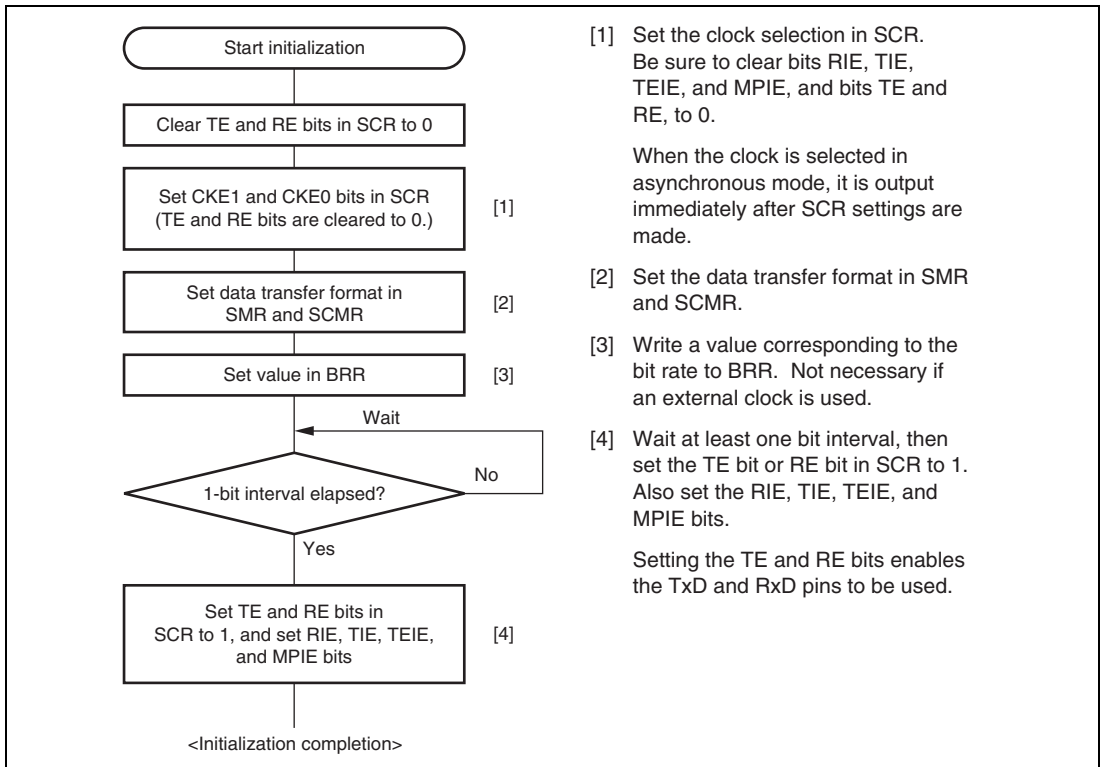 Start initialization
Clear TE and RE bits in SCR to 0
Set CKE1 and CKE0 bits in SCR
(TE and RE bits are cleared to 0.)
[1]
Set data transfer format in
SMR and SCMR
[2]
Set value in BRR
[3]
Wait
1-bit interval elapsed?
No
Yes
Set TE and RE bits in
SCR to 1, and set RIE, TIE, TEIE,
and MPIE bits
[4]
<Initialization completion>
[1] Set the clock selection in SCR.
Be sure to clear bits RIE, TIE,
TEIE, and MPIE, and bits TE and
RE, to 0.
When the clock is selected in
asynchronous mode, it is output
immediately after SCR settings are
made.
[2] Set the data transfer format in SMR
and SCMR.
[3] Write a value corresponding to the
bit rate to BRR. Not necessary if
an external clock is used.
[4] Wait at least one bit interval, then
set the TE bit or RE bit in SCR to 1.
Also set the RIE, TIE, TEIE, and
MPIE bits.
Setting the TE and RE bits enables
the TxD and RxD pins to be used.